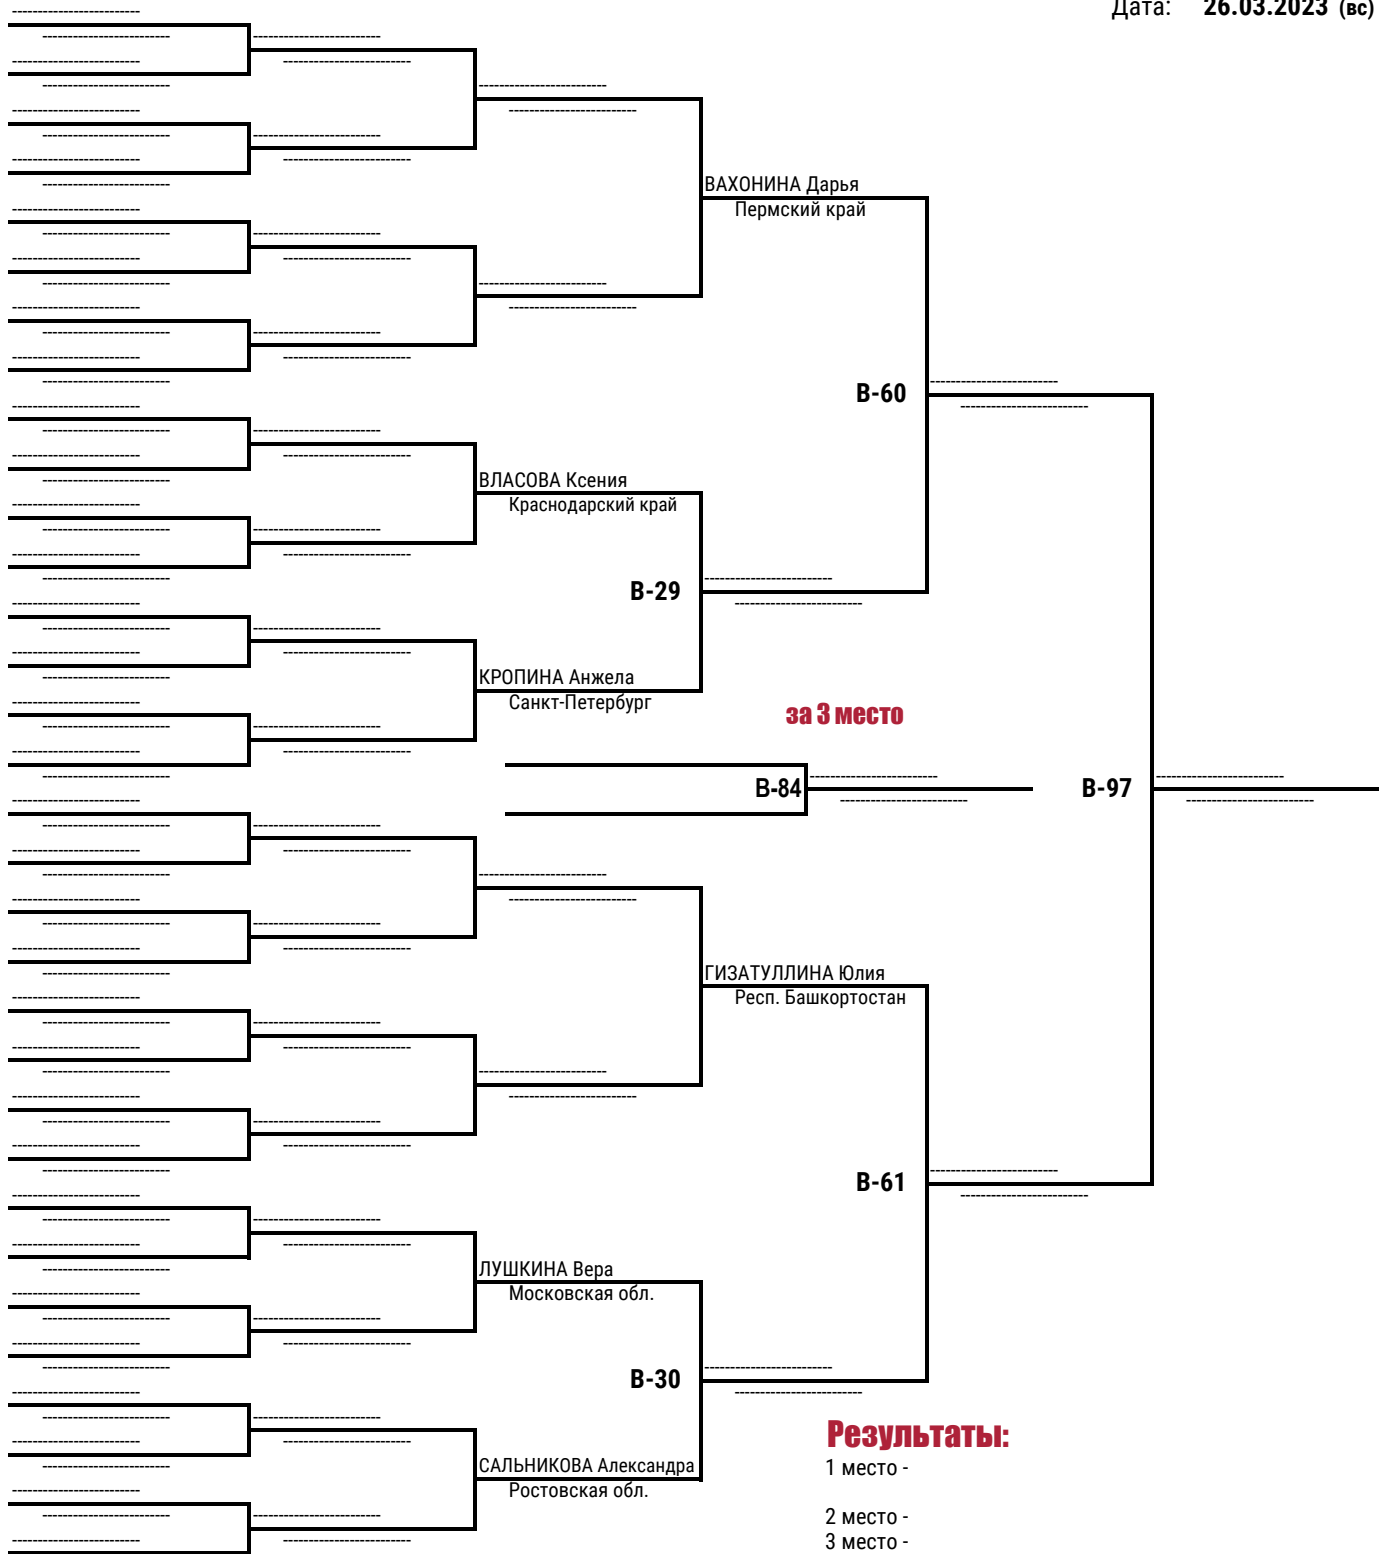 Дата: 26.03.2023 (вс)
ВАХОНИНА Дарья
Пермский край
B-60
ВЛАСОВА Ксения
Краснодарский край
B-29
КРОПИНА Анжела
Санкт-Петербург
за 3 место
B-84
B-97
ГИЗАТУЛЛИНА Юлия
Респ. Башкортостан
B-61
ЛУШКИНА Вера
Московская обл.
B-30
САЛЬНИКОВА Александра
Ростовская обл.
Результаты:
1 место -
2 место -
3 место -